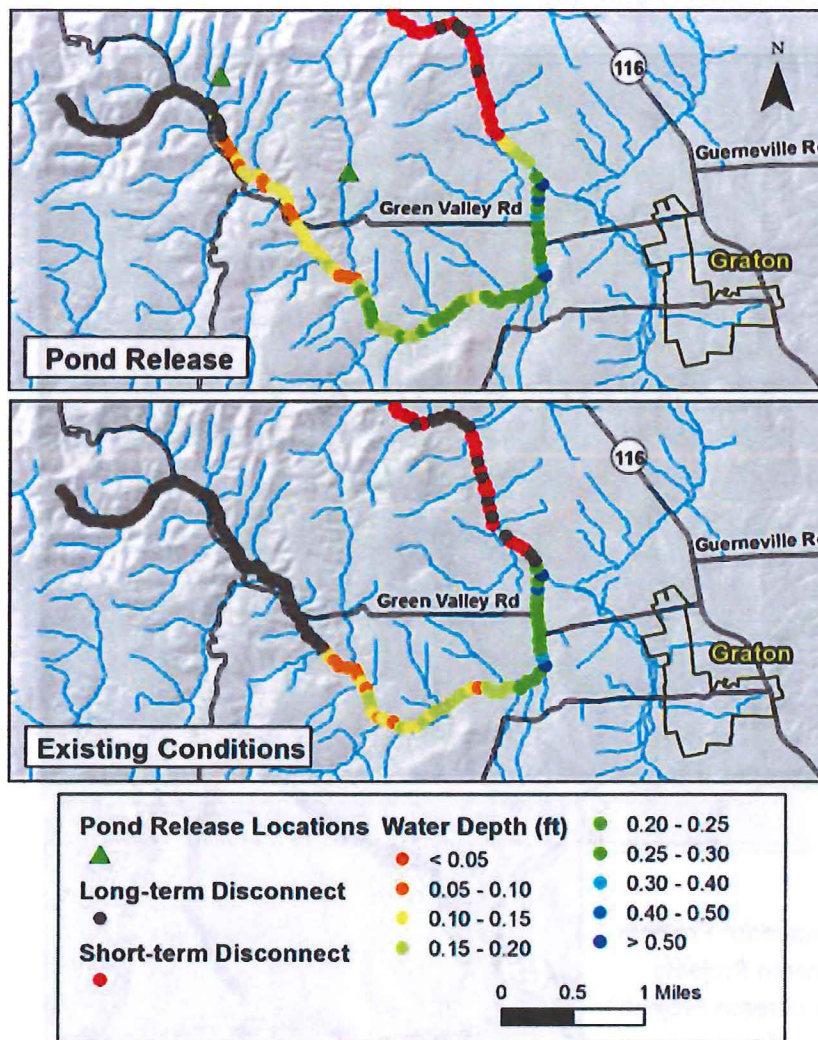 N
116
Guerneville R
Green Valley Rd
Graton
Pond Release
116
Guerneville R
Green Valley Rd
Graton
Existing Conditions
Pond Release Locations
Long-term Disconnect
Short-term Disconnect
Water Depth (ft)
< 0.05
0.05 - 0.10
0.10 - 0.15
0.15 - 0.20
0.20 - 0.25
0.25 - 0.30
0.30 - 0.40
0.40 - 0.50
> 0.50
0 0.5 1 Miles